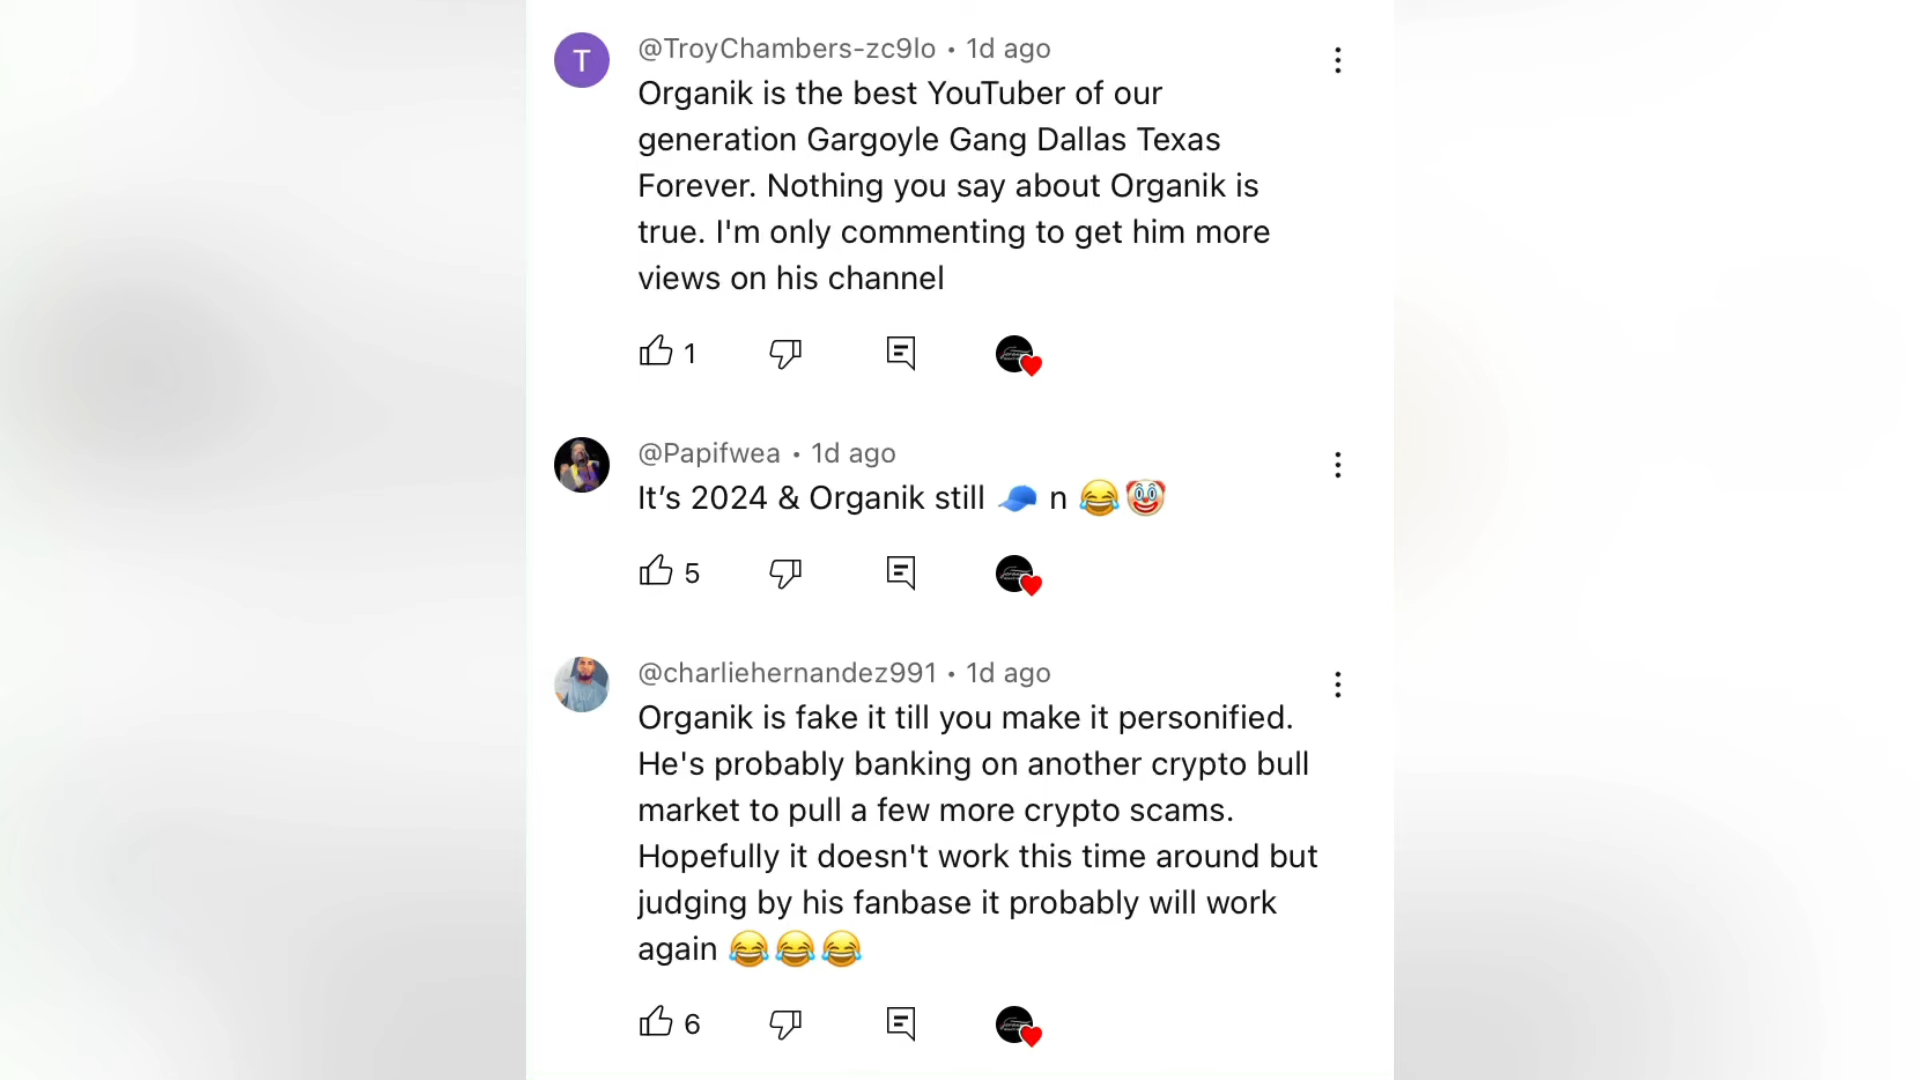 T
@TroyChambers-zc9lo • 1d ago
Organik is the best YouTuber of our
generation Gargoyle Gang Dallas Texas
Forever. Nothing you say about Organik is
true. I'm only commenting to get him more
views on his channel
1
@Papifwea • 1d ago
It’s 2024 & Organik still 🧢 n 😂🤡
5
@charliehernandez991 • 1d ago
Organik is fake it till you make it personified.
He's probably banking on another crypto bull
market to pull a few more crypto scams.
Hopefully it doesn't work this time around but
judging by his fanbase it probably will work
again 😂😂😂
6